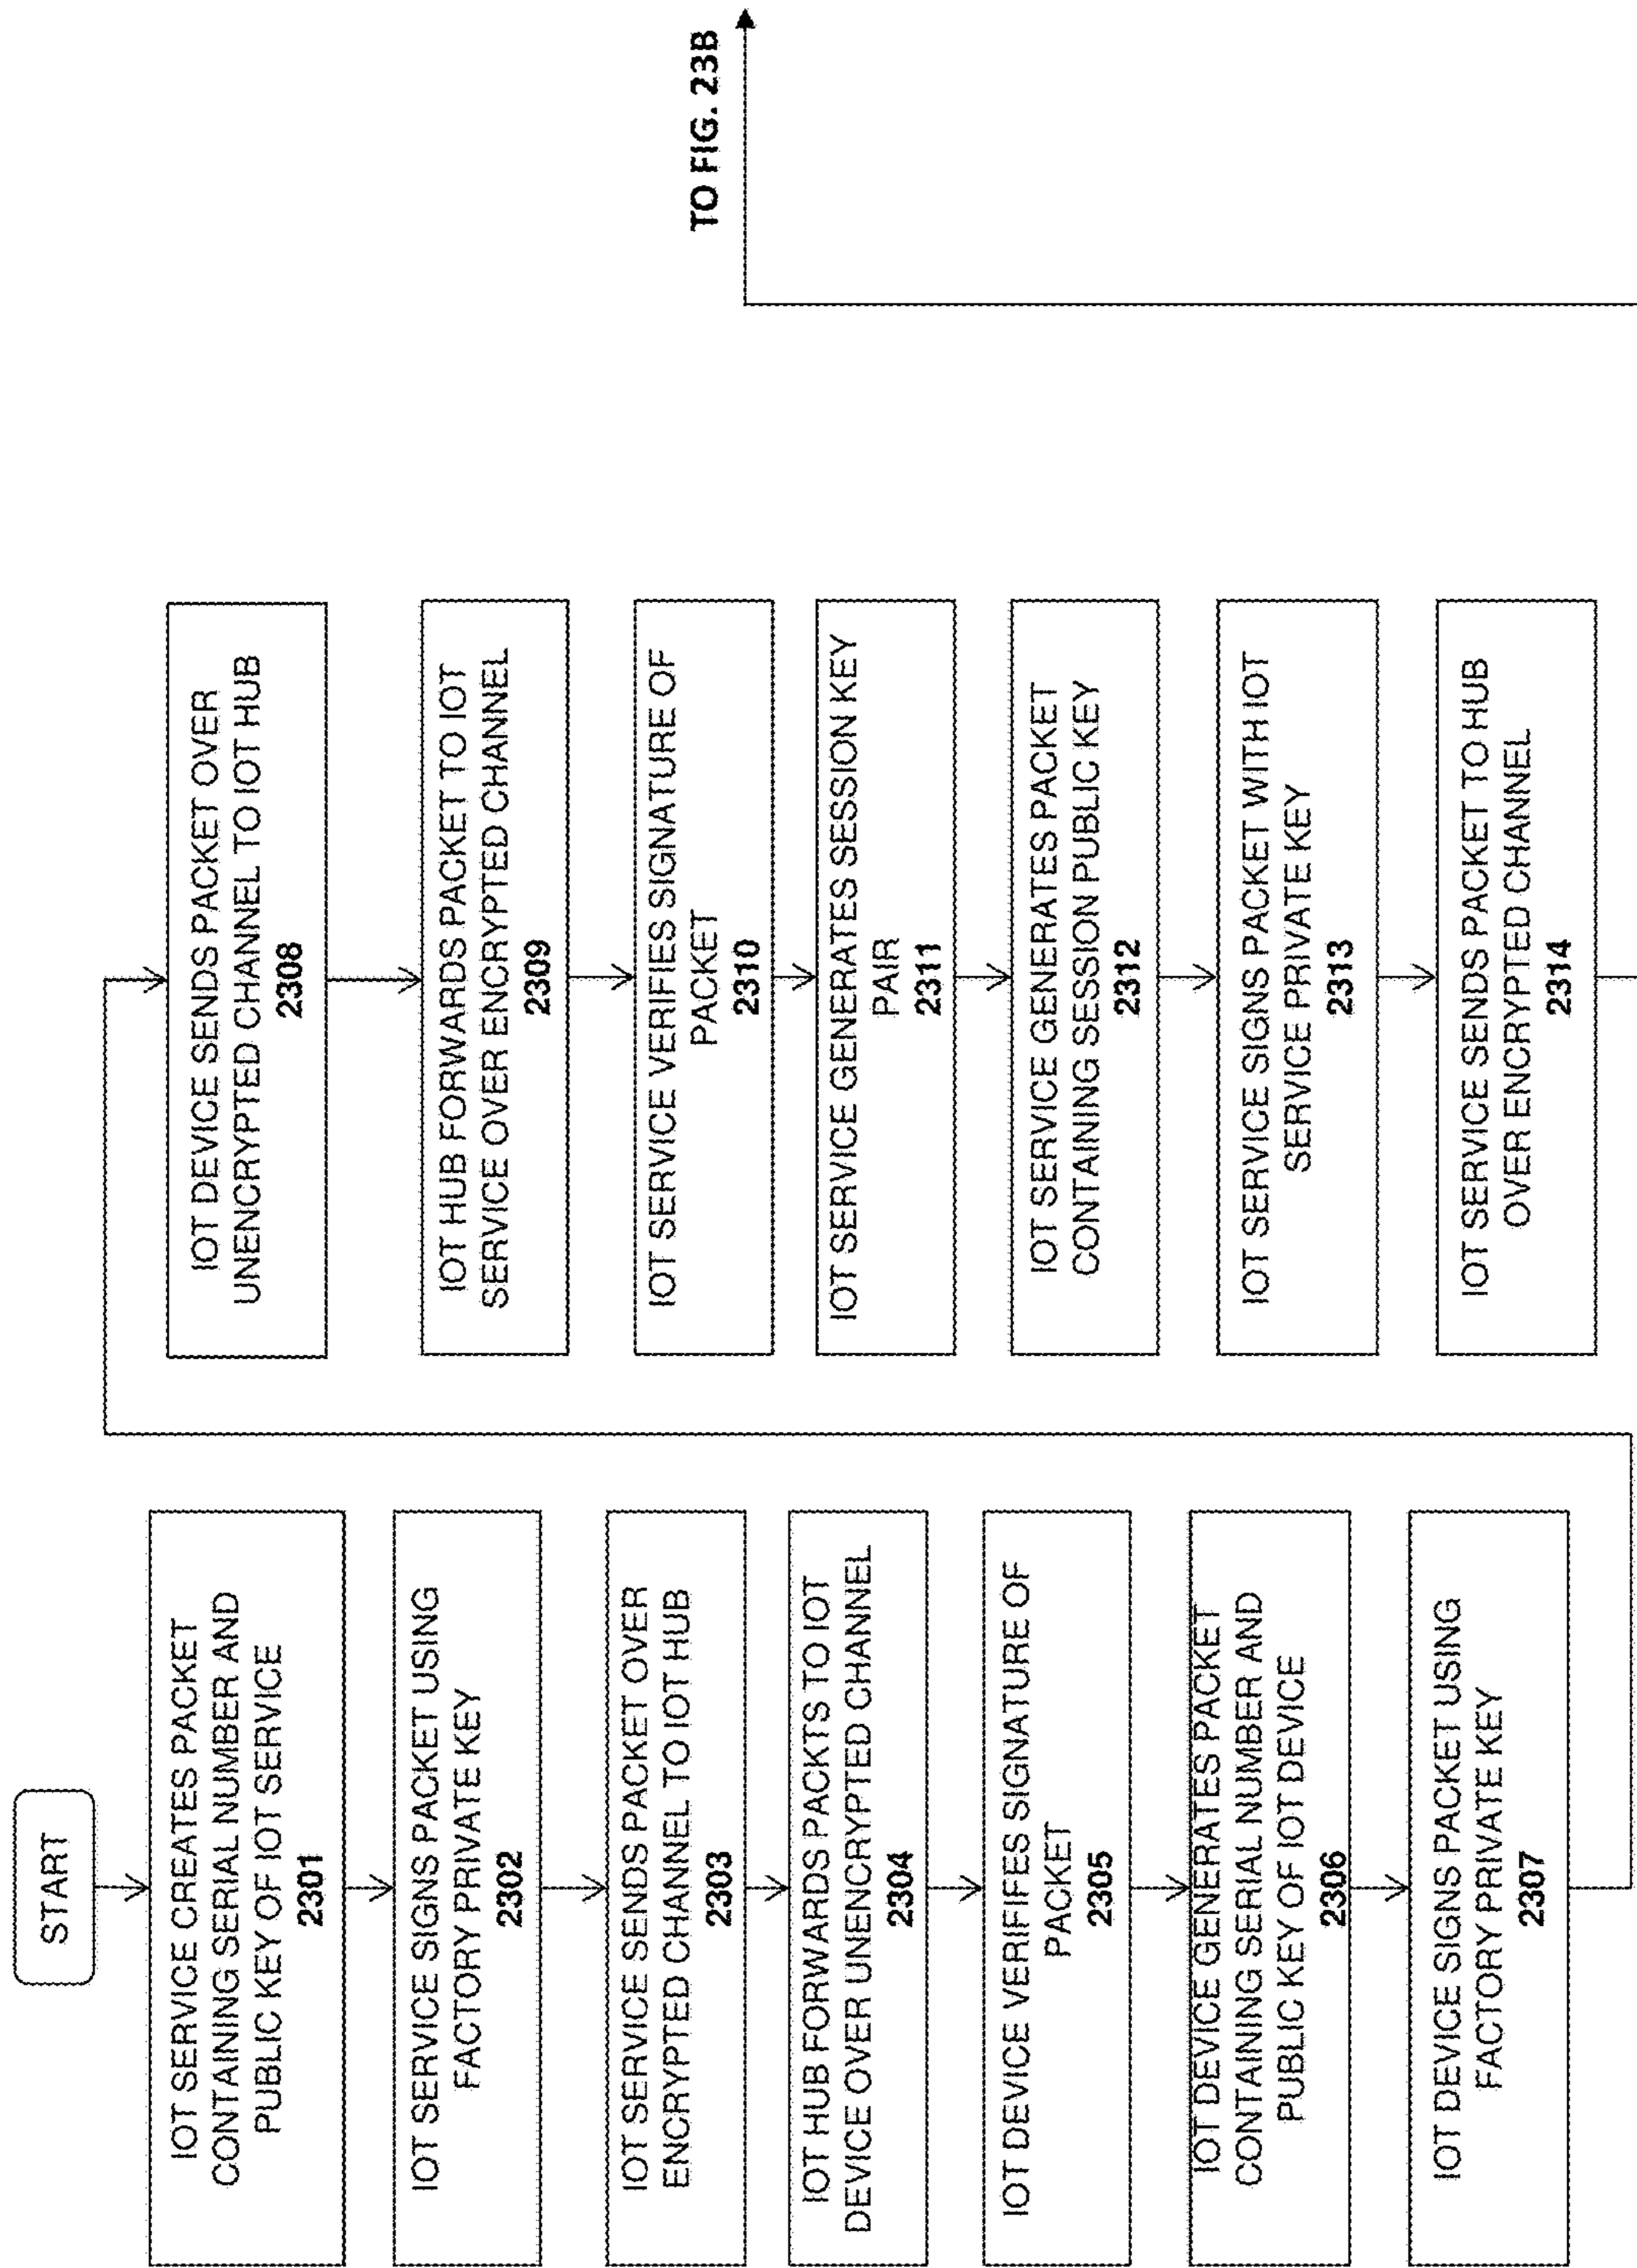 START
IOT SERVICE CREATES PACKET
CONTAINING SERIAL NUMBER AND
PUBLIC KEY OF IOT SERVICE
2301
IOT SERVICE SIGNS PACKET USING
FACTORY PRIVATE KEY
2302
IOT SERVICE SENDS PACKET OVER
ENCRYPTED CHANNEL TO IOT HUB
2303
IOT HUB FORWARDS PACKTS TO IOT
DEVICE OVER UNENCRYPTED CHANNEL
2304
IOT DEVICE VERIFIFES SIGNATURE OF
PACKET
2305
IOT DEVICE GENERATES PACKET
CONTAINING SERIAL NUMBER AND
PUBLIC KEY OF IOT DEVICE
2306
IOT DEVICE SIGNS PACKET USING
FACTORY PRIVATE KEY
2307
IOT DEVICE SENDS PACKET OVER
UNENCRYPTED CHANNEL TO IOT HUB
2308
IOT HUB FORWARDS PACKET TO IOT
SERVICE OVER ENCRYPTED CHANNEL
2309
IOT SERVICE VERIFIES SIGNATURE OF
PACKET
2310
IOT SERVICE GENERATES SESSION KEY
PAIR
2311
IOT SERVICE GENERATES PACKET
CONTAINING SESSION PUBLIC KEY
2312
IOT SERVICE SIGNS PACKET WITH IOT
SERVICE PRIVATE KEY
2313
IOT SERVICE SENDS PACKET TO HUB
OVER ENCRYPTED CHANNEL
2314
TO FIG. 23B